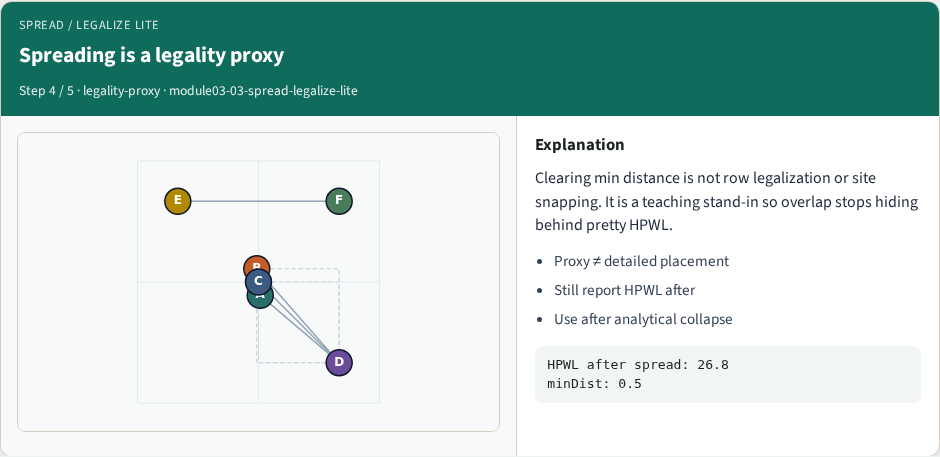 SPREAD / LEGALIZE LITE
Spreading is a legality proxy
Step 4 / 5 · legality-proxy · module03-03-spread-legalize-lite
E
F
B
C
A
D
Explanation
Clearing min distance is not row legalization or site
snapping. It is a teaching stand-in so overlap stops hiding
behind pretty HPWL.
• Proxy ≠ detailed placement
• Still report HPWL after
• Use after analytical collapse
HPWL after spread: 26.8
minDist: 0.5